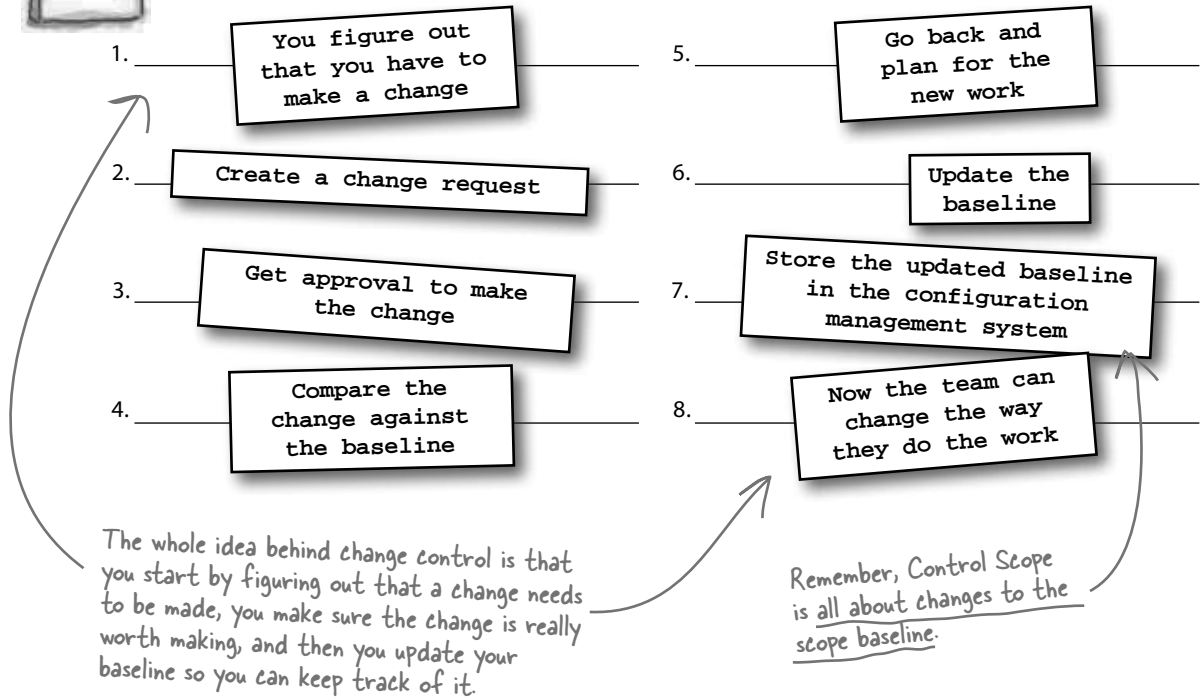 1.
You figure out
that you have to
make a change
2.
Create a change request
3.
Get approval to make
the change
4.
Compare the
change against
the baseline
5.
Go back and
plan for the
new work
6.
Update the
baseline
7.
Store the updated baseline
in the configuration
management system
8.
Now the team can
change the way
they do the work
The whole idea behind change control is that
you start by figuring out that a change needs
to be made, you make sure the change is really
worth making, and then you update your
baseline so you can keep track of it.
Remember, Control Scope
is all about changes to the
scope baseline.